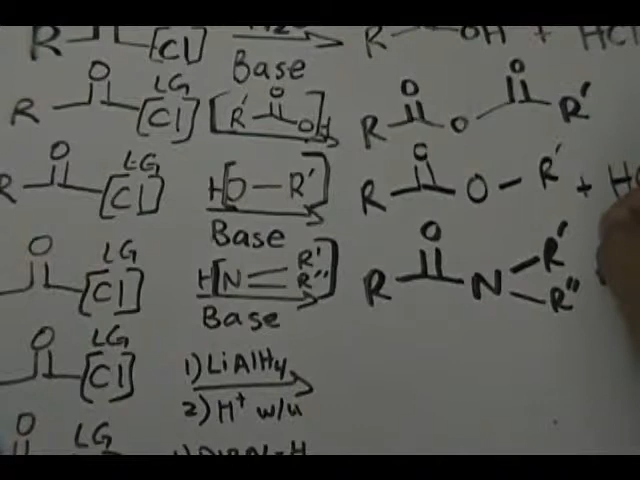 R [Cl] Base R OH + HCl
R O LG [Cl] [R' O OH] R O O O R'
R O LG [Cl] H[O — R'] Base R O O — R' + H
O LG [Cl] H[N R' R''] Base R O N R' R''
O LG [Cl] 1) LiAlH4 2) H+ w/u
O LG